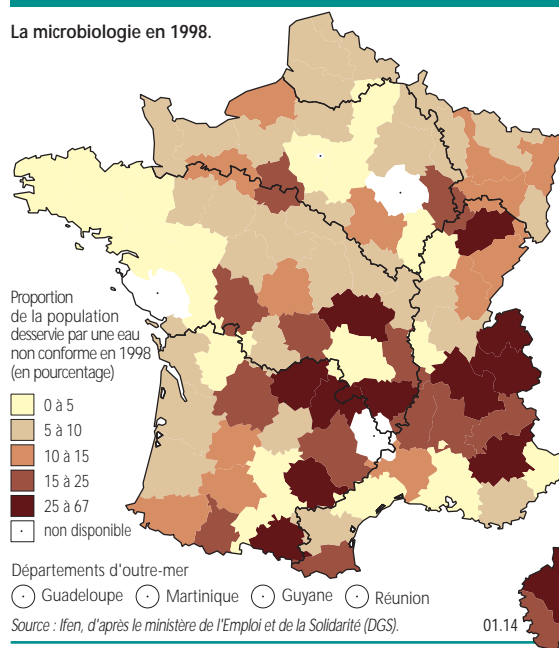 La microbiologie en 1998.
Proportion
de la population
desservie par une eau
non conforme en 1998
(en pourcentage)
0 à 5
5 à 10
10 à 15
15 à 25
25 à 67
non disponible
Départements d'outre-mer
Guadeloupe Martinique Guyane Réunion
Source : Ifen, d'après le ministère de l'Emploi et de la Solidarité (DGS). 01.14